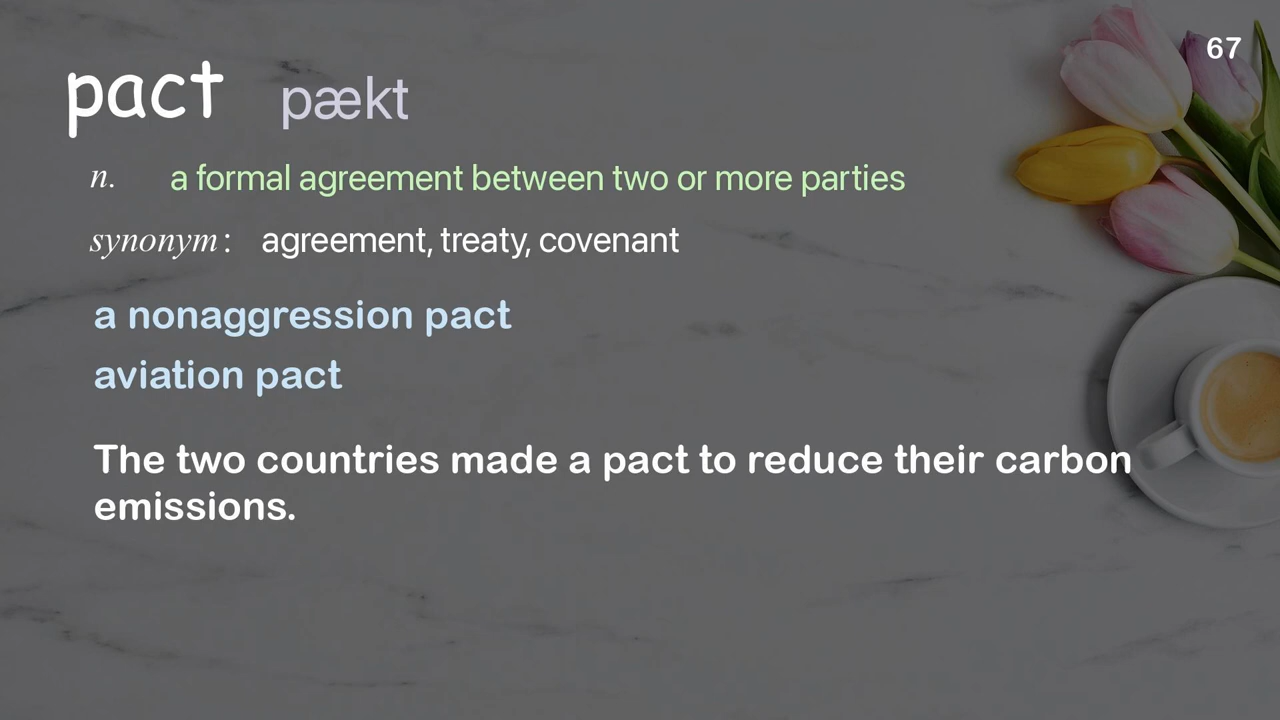 67
pact pækt
n. a formal agreement between two or more parties
synonym: agreement, treaty, covenant
a nonaggression pact
aviation pact
The two countries made a pact to reduce their carbon
emissions.